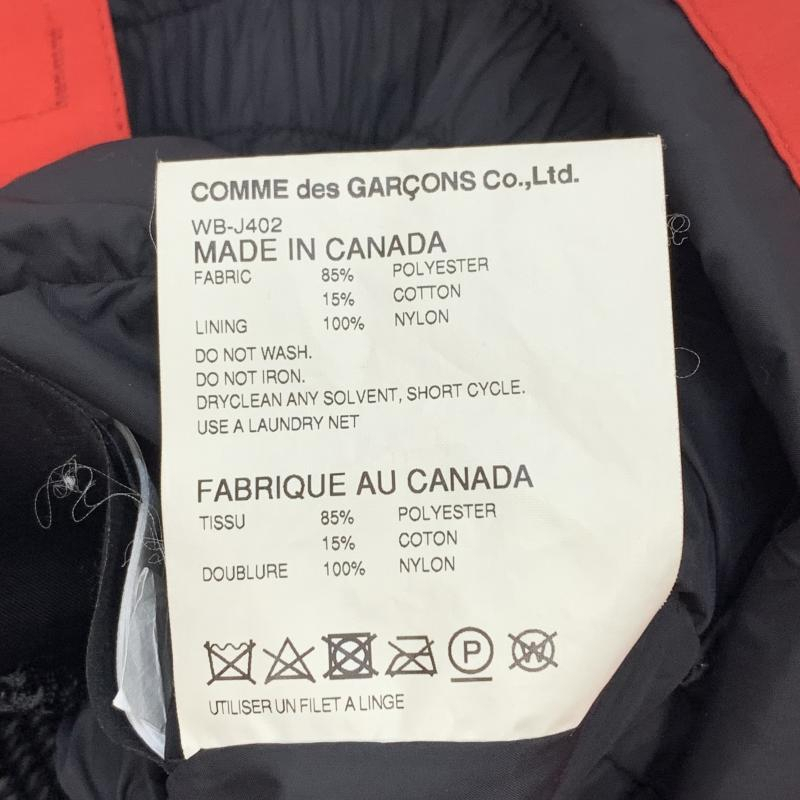 COMME des GARÇONS Co.,Ltd.
WB-J402
MADE IN CANADA
FABRIC 85% POLYESTER
15% COTTON
LINING 100% NYLON
DO NOT WASH.
DO NOT IRON.
DRYCLEAN ANY SOLVENT, SHORT CYCLE.
USE A LAUNDRY NET
FABRIQUE AU CANADA
TISSU 85% POLYESTER
15% COTON
DOUBLURE 100% NYLON
P W
UTILISER UN FILET A LINGE